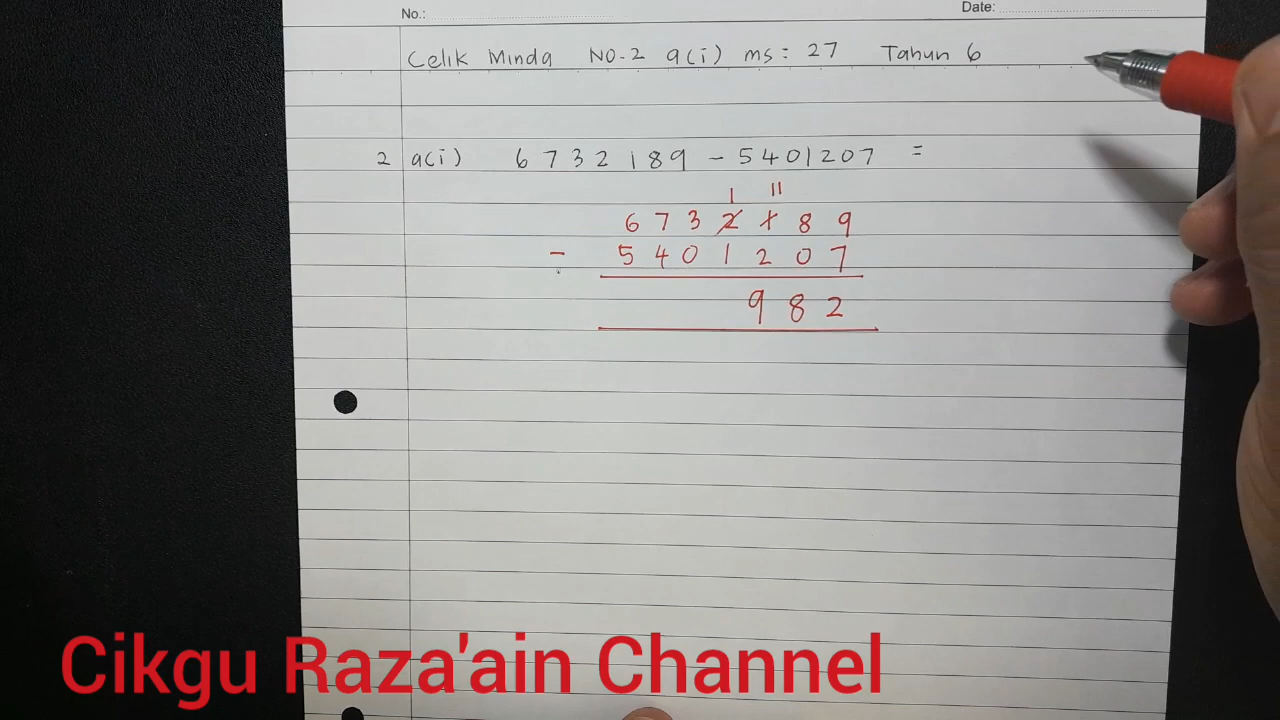 No.: Date:
Celik Minda NO.2 a(i) ms: 27 Tahun 6
2 a(i) 6732189 - 5401207 =
1 11
6 7 3 2 1 8 9
- 5 4 0 1 2 0 7
9 8 2
Cikgu Raza'ain Channel